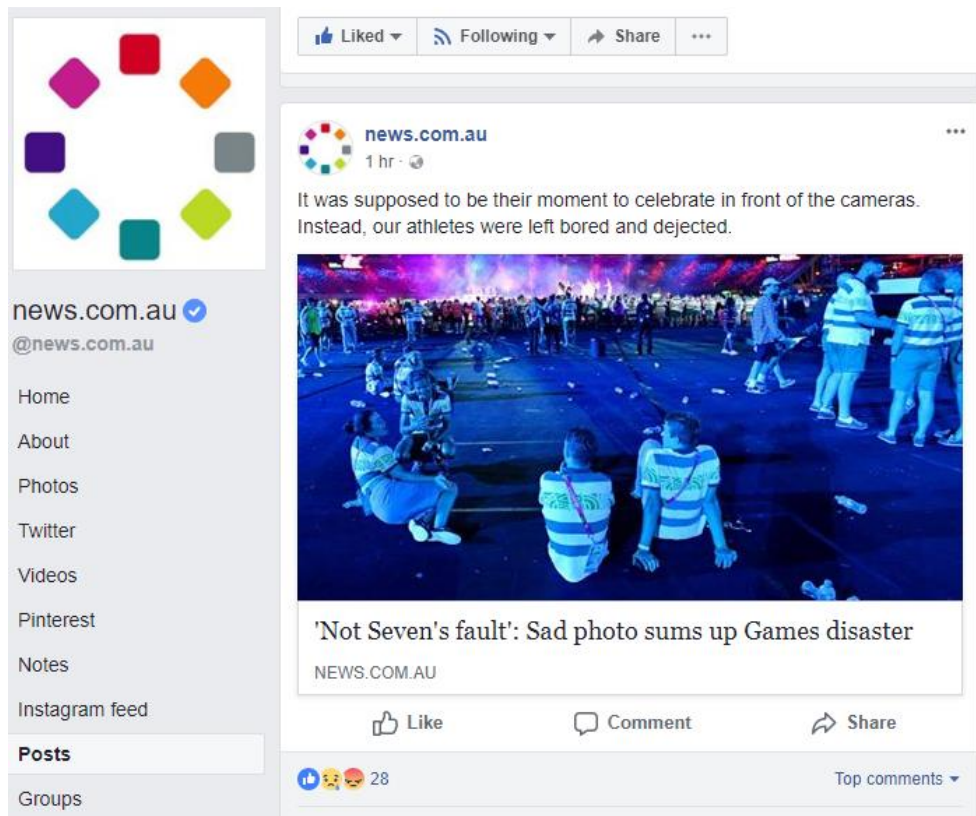 Liked
Following
Share
news.com.au
1 hr ·
It was supposed to be their moment to celebrate in front of the cameras.
Instead, our athletes were left bored and dejected.
news.com.au
@news.com.au
Home
About
Photos
Twitter
Videos
Pinterest
Notes
Instagram feed
Posts
Groups
'Not Seven's fault': Sad photo sums up Games disaster
NEWS.COM.AU
Like
Comment
Share
28
Top comments